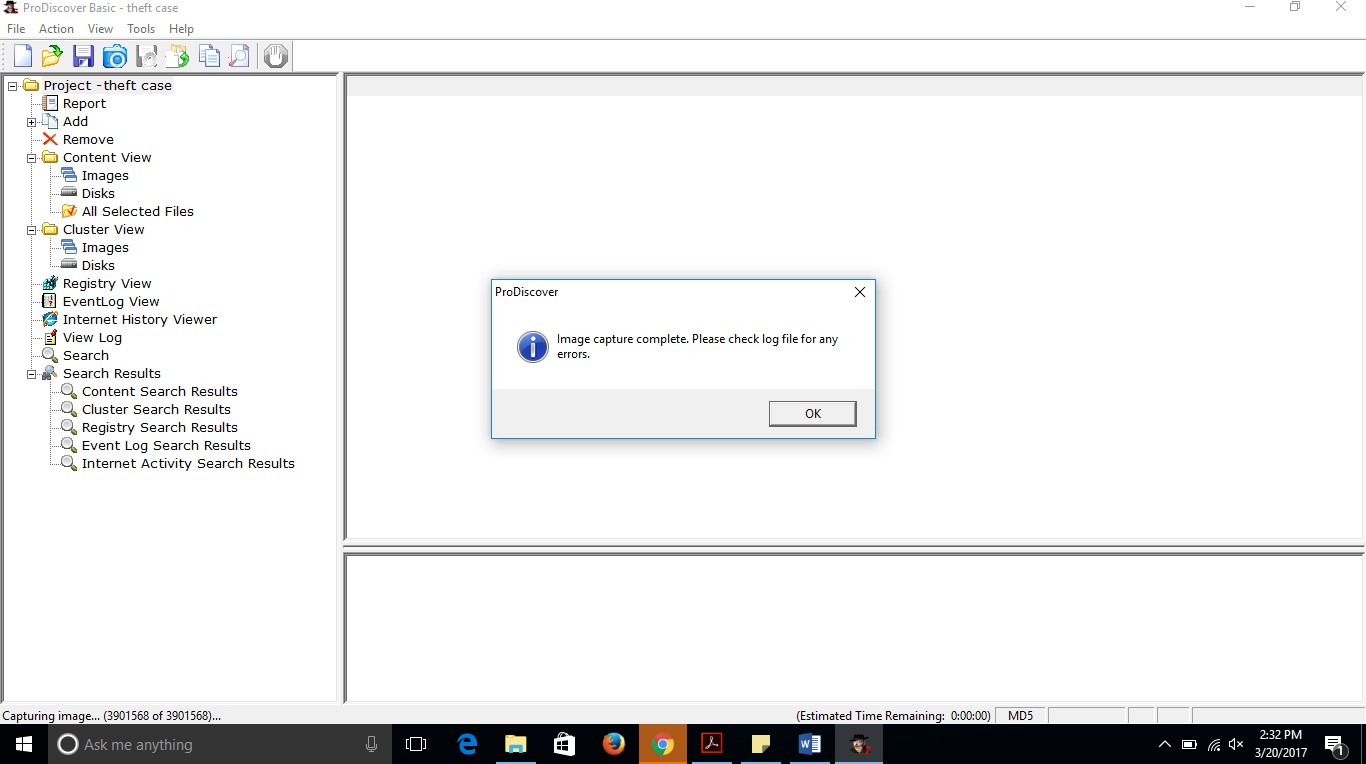 ProDiscover Basic - theft case
File Action View Tools Help
Project -theft case
Report
Add
Remove
Content View
Images
Disks
All Selected Files
Cluster View
Images
Disks
Registry View
EventLog View
Internet History Viewer
View Log
Search
Search Results
Content Search Results
Cluster Search Results
Registry Search Results
Event Log Search Results
Internet Activity Search Results
ProDiscover
Image capture complete. Please check log file for any
errors.
OK
Capturing image... (3901568 of 3901568)...
(Estimated Time Remaining: 0:00:00)
MD5
Ask me anything
2:32 PM
3/20/2017
1